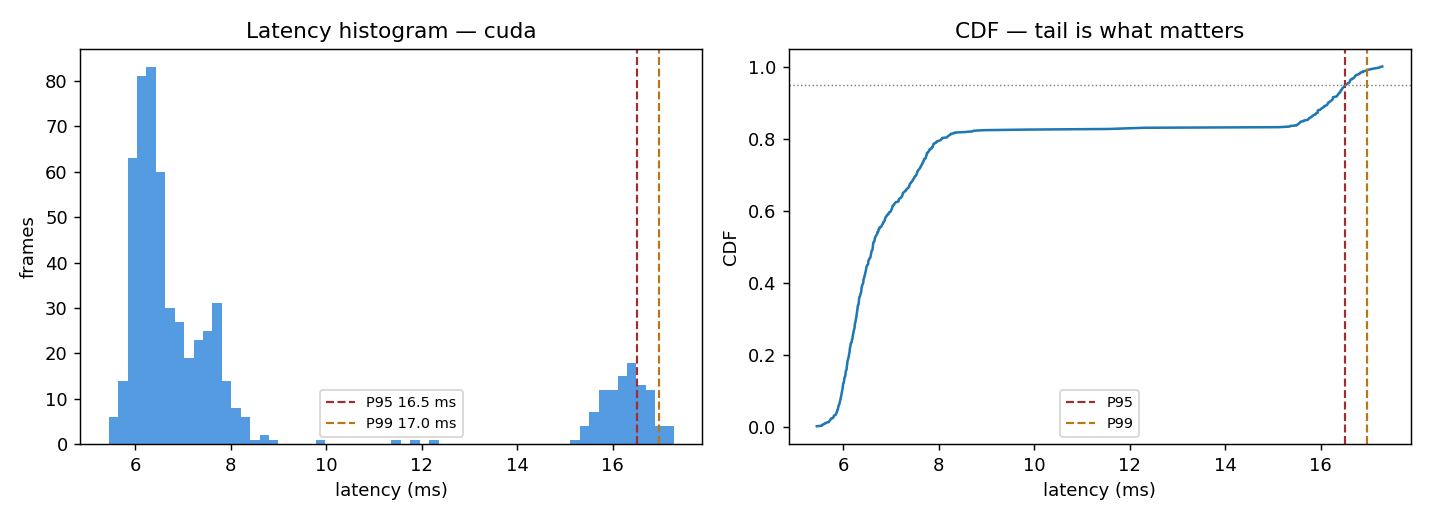 Latency histogram — cuda
frames
80
70
60
50
40
30
20
10
0
P95 16.5 ms
P99 17.0 ms
6 8 10 12 14 16
latency (ms)
CDF — tail is what matters
CDF
1.0
0.8
0.6
0.4
0.2
0.0
P95
P99
6 8 10 12 14 16
latency (ms)